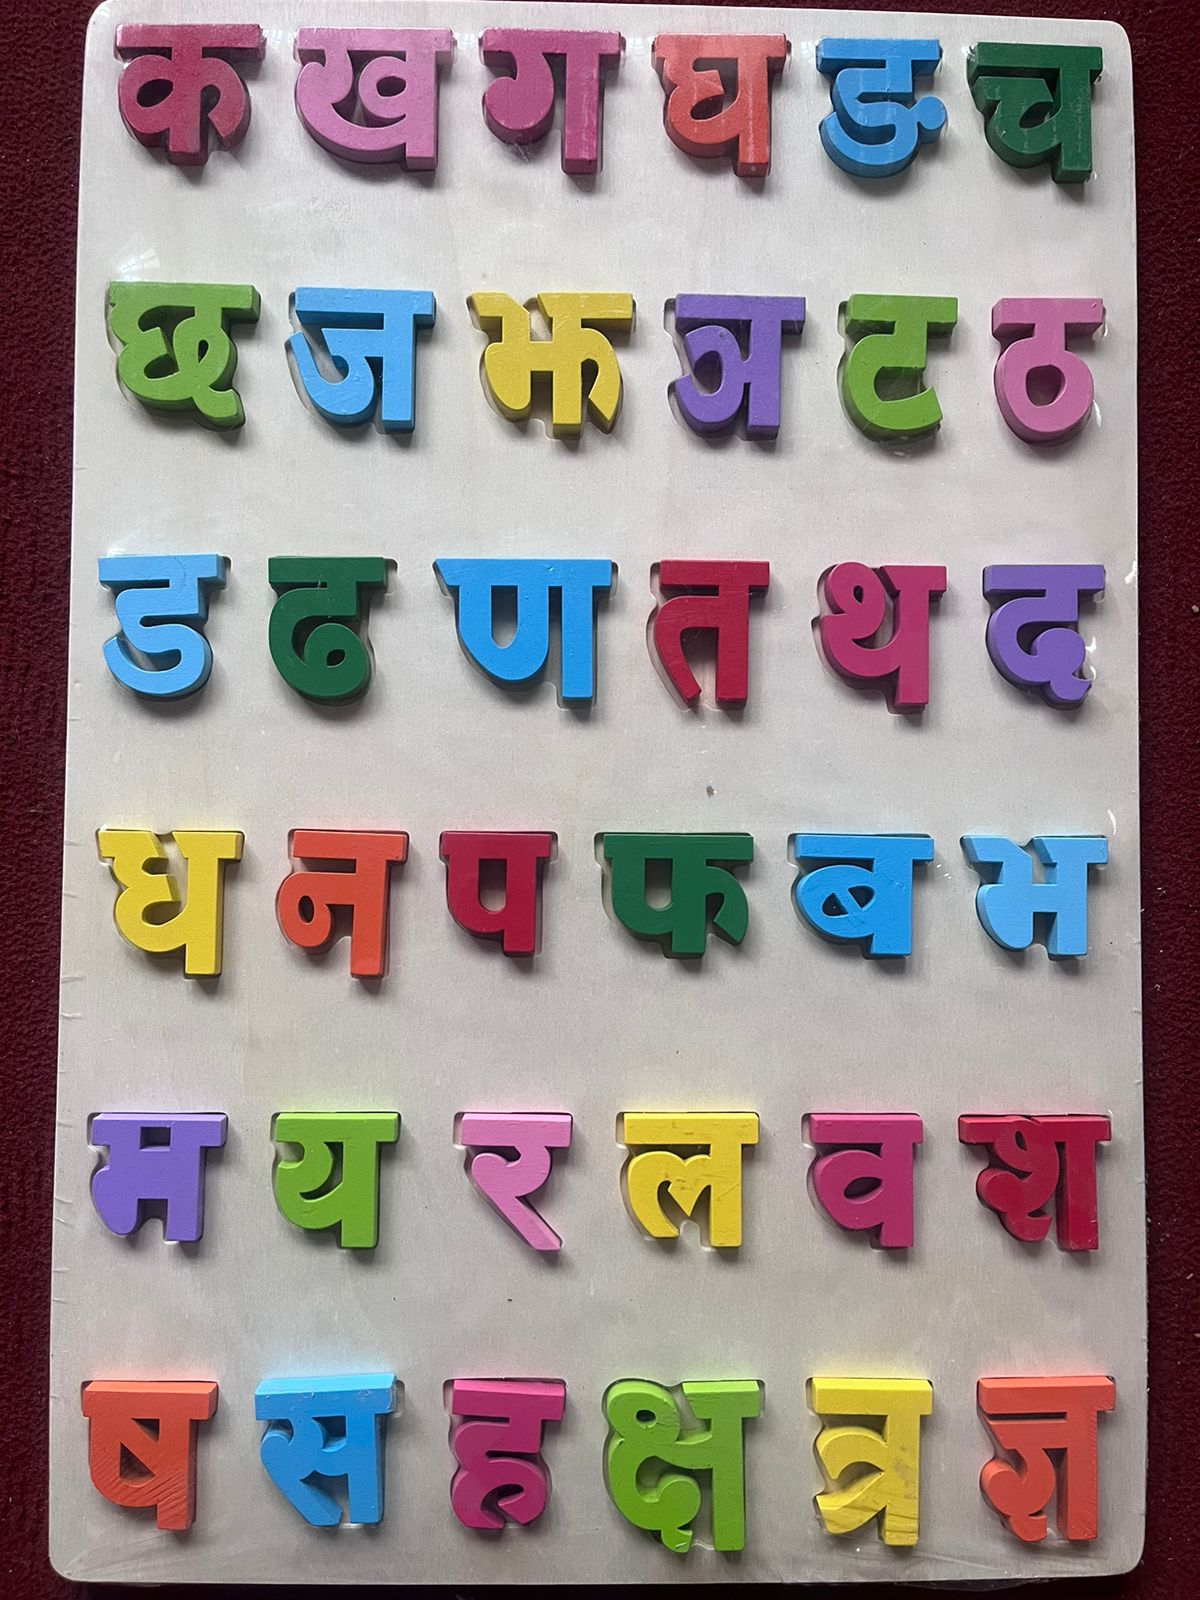 क ख ग घ ङ च
छ ज झ ञ ट ठ
ड ढ ण त थ द
ध न प फ ब भ
म य र ल व श
ष स ह क्ष त्र ज्ञ